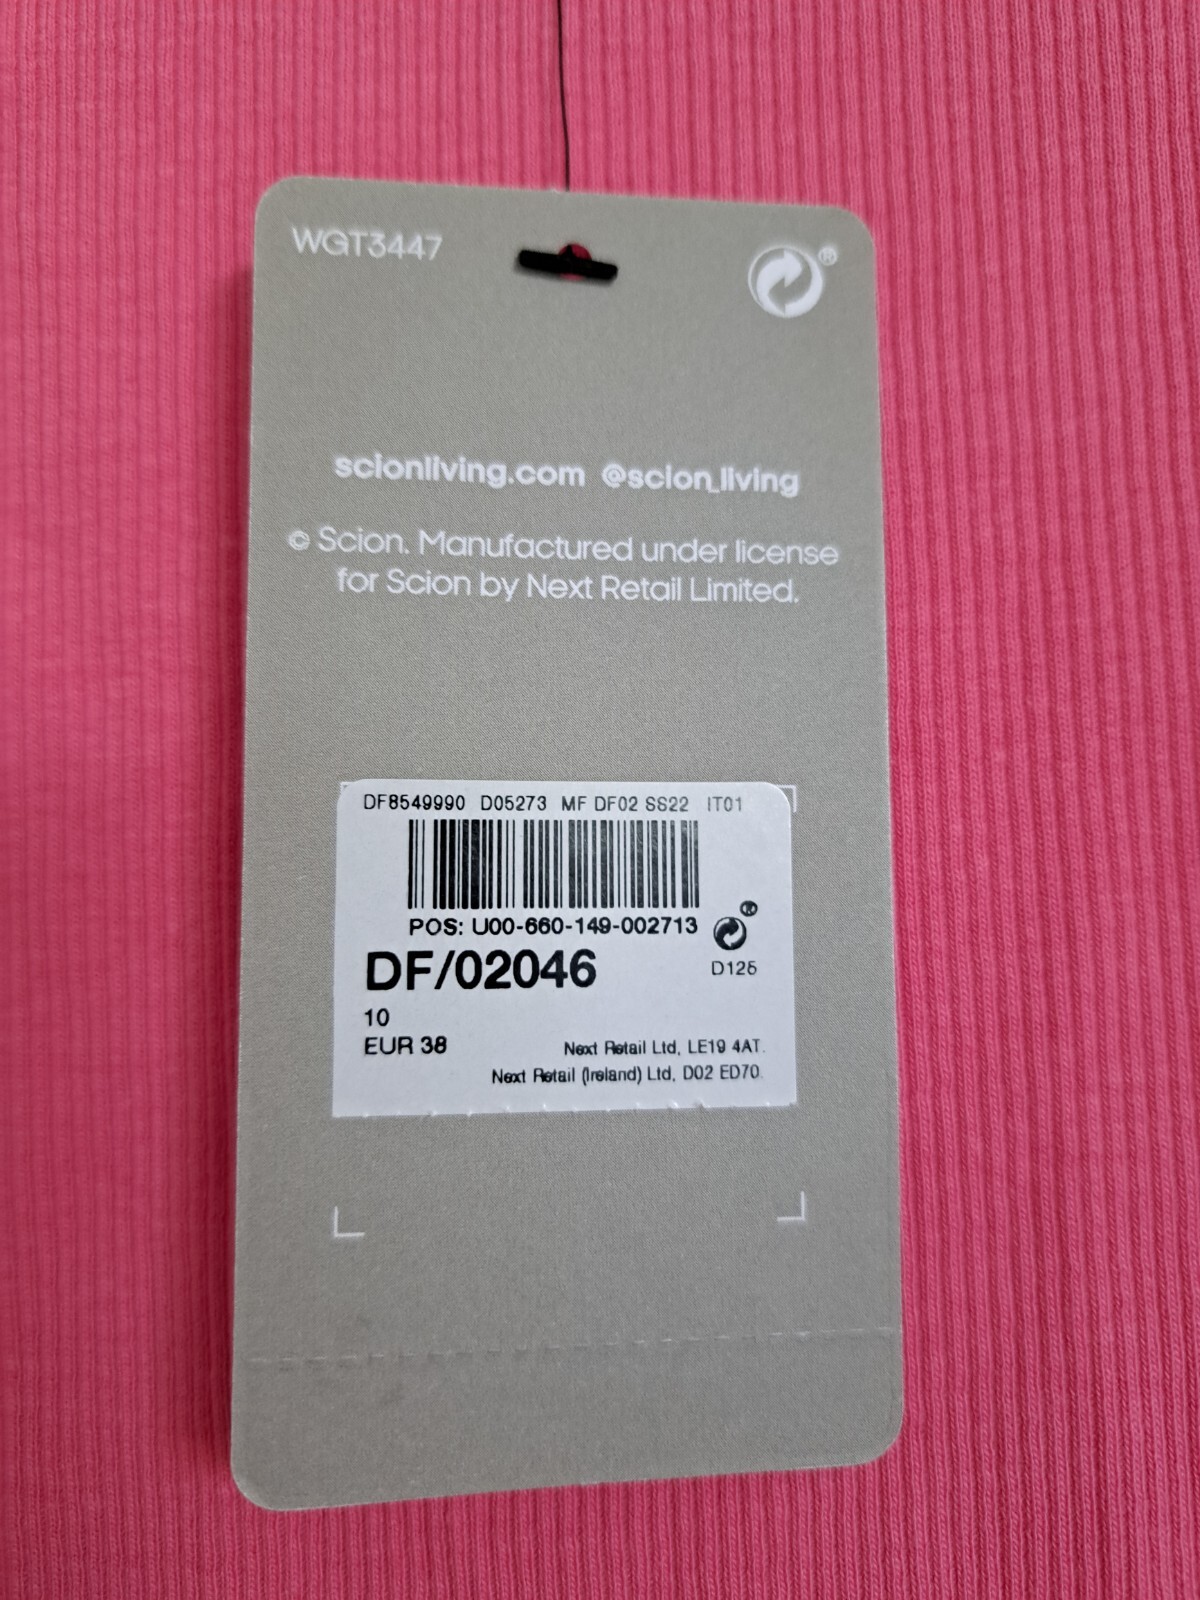 WGT3447
®
scionliving.com @scion_living
© Scion. Manufactured under license
for Scion by Next Retail Limited.
DF8549990 D05273 MF DF02 SS22 IT01
POS: U00-660-149-002713
®
DF/02046
D126
10
EUR 38
Next Retail Ltd, LE19 4AT.
Next Retail (Ireland) Ltd, D02 ED70.